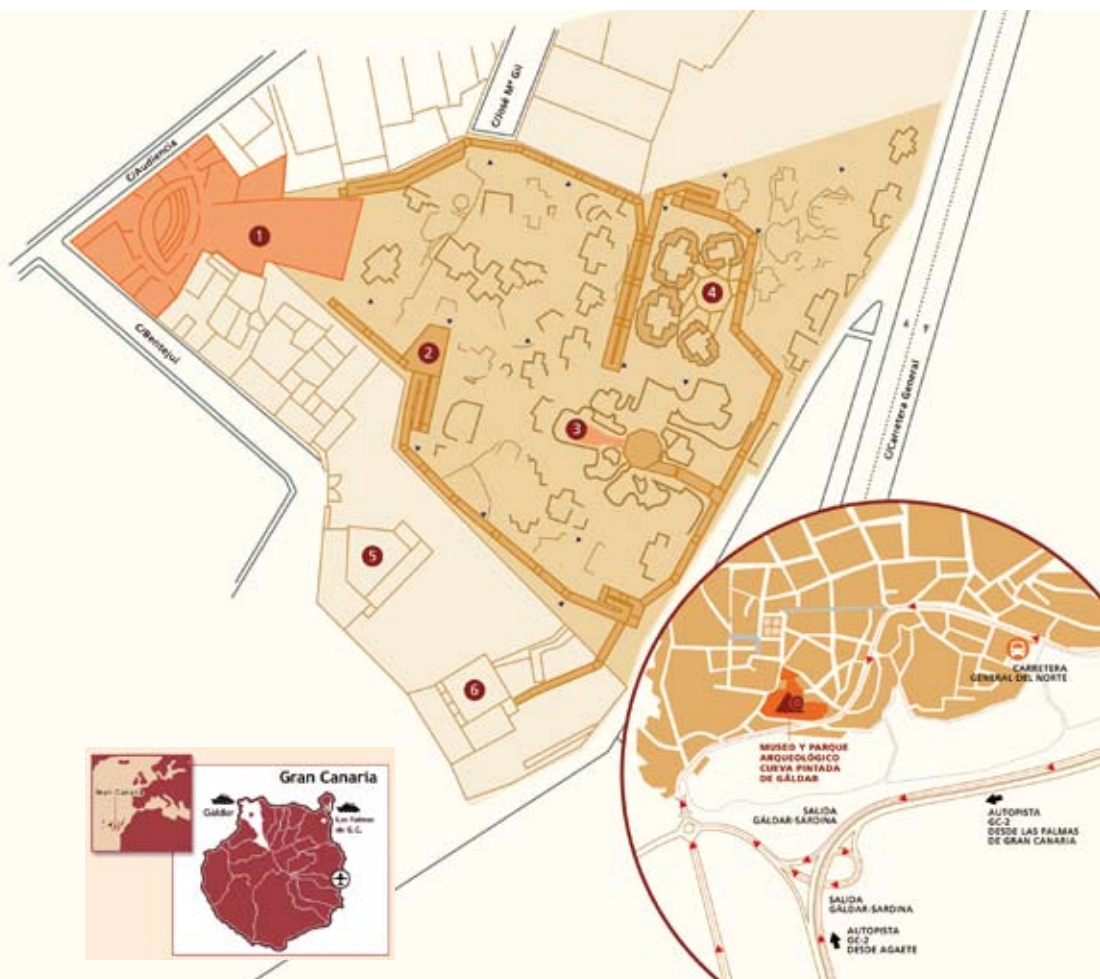 C/José Mª Gil
C/Audiencia
1
4
C/Bentejuí
2
C/Carretera General
3
5
CARRETERA
GENERAL DEL NORTE
6
MUSEO Y PARQUE
ARQUEOLÓGICO
CUEVA PINTADA
DE GÁLDAR
Gran Canaria
Gran Canaria
Gáldar
Las Palmas
de G.C.
SALIDA
GÁLDAR-SARDINA
AUTOPISTA
GC-2
DESDE LAS PALMAS
DE GRAN CANARIA
SALIDA
GÁLDAR-SARDINA
AUTOPISTA
GC-2
DESDE AGAETE